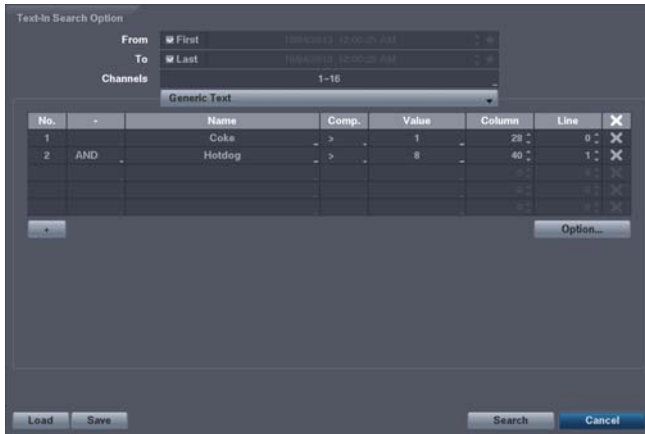 Text-In Search Option
From First
To Last
Channels 1~16
Generic Text
No. - Name Comp. Value Column Line
1 Coke > 1 28 0
2 AND Hotdog > 8 40 1
+ Option...
Load Save Search Cancel